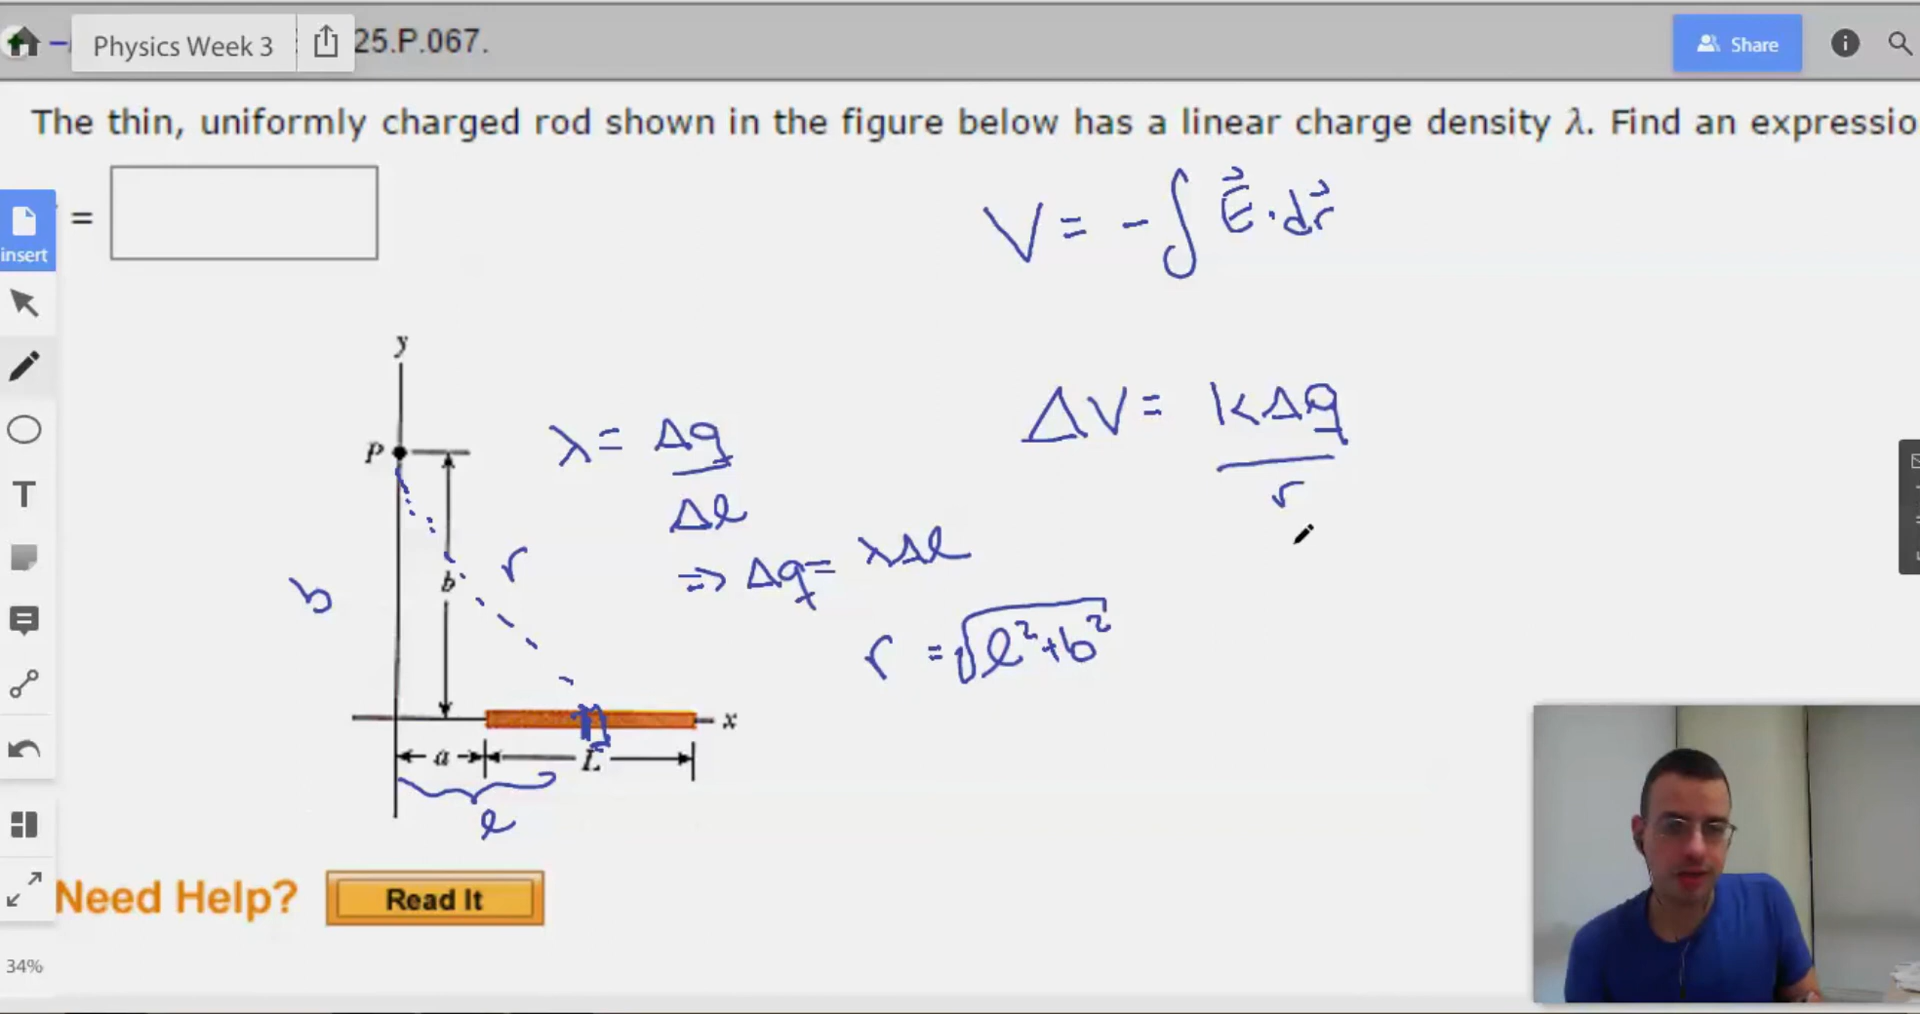 Physics Week 3
25.P.067.
Share
The thin, uniformly charged rod shown in the figure below has a linear charge density λ. Find an expressio
=
insert
V = - ∫ E⃗ · dr⃗
y
P
λ = Δq / Δl
ΔV = kΔq / r
r
b
b
⇒ Δq = λΔl
r = √l² + b²
x
a
L
l
T
Need Help?
Read It
34%